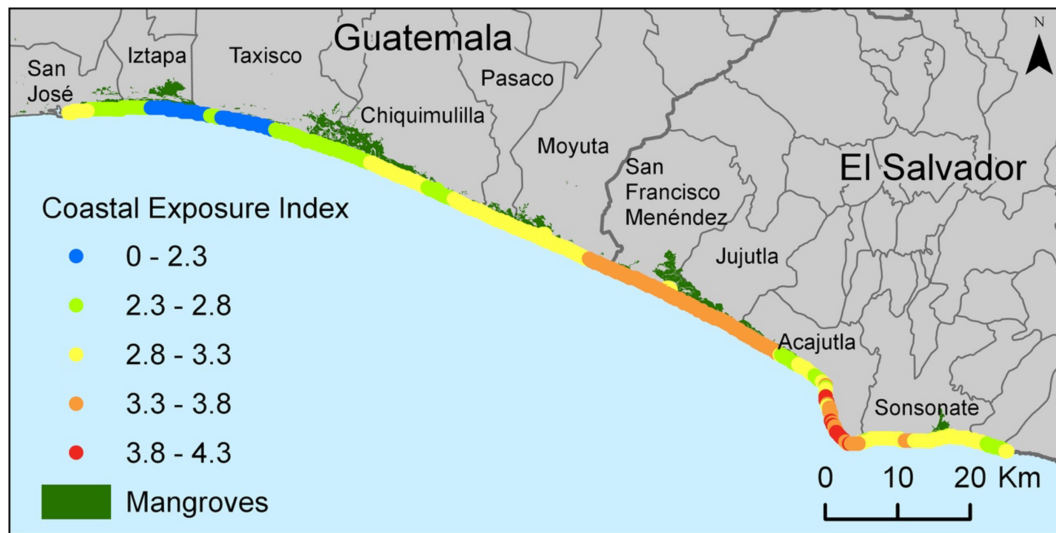 N
Guatemala
Iztapa
Taxisco
San
José
Pasaco
Chiquimulilla
Moyuta
San
Francisco
Menéndez
El Salvador
Jujutla
Acajutla
Sonsonate
Coastal Exposure Index
0 - 2.3
2.3 - 2.8
2.8 - 3.3
3.3 - 3.8
3.8 - 4.3
Mangroves
0 10 20 Km